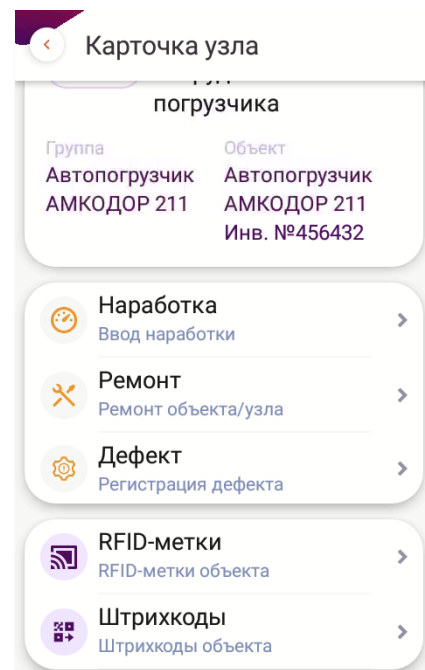 Карточка узла
погрузчика
Группа
Объект
Автопогрузчик
АМКОДОР 211
Автопогрузчик
АМКОДОР 211
Инв. №456432
Наработка
Ввод наработки
Ремонт
Ремонт объекта/узла
Дефект
Регистрация дефекта
RFID-метки
RFID-метки объекта
Штрихкоды
Штрихкоды объекта